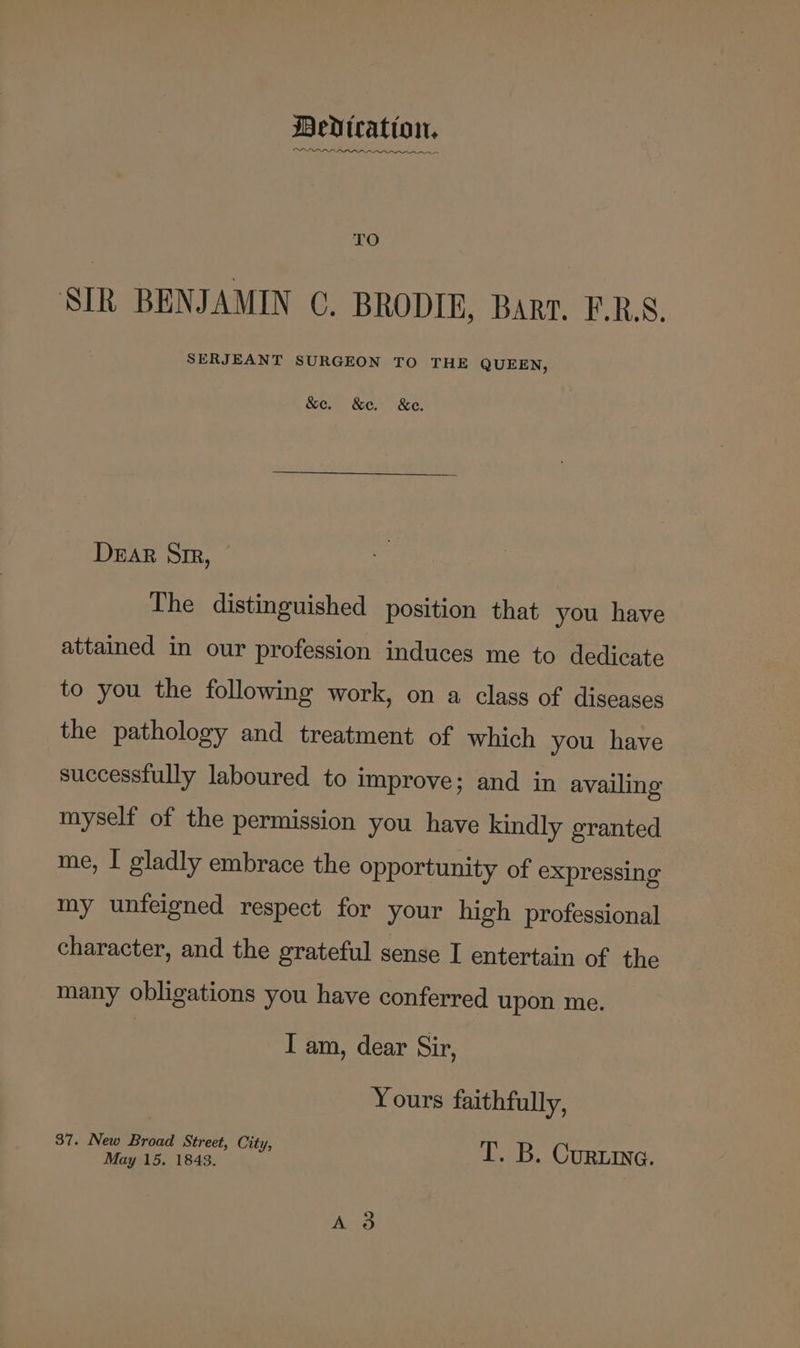 Dedication.
TO
SIR BENJAMIN C. BRODIE, BART. F.R.S.
SERJEANT SURGEON TO THE QUEEN,
&c. &c. &c.
DEAR SIR,
The distinguished position that you have
attained in our profession induces me to dedicate
to you the following work, on a class of diseases
the pathology and treatment of which you have
successfully laboured to improve; and in availing
myself of the permission you have kindly granted
me, I gladly embrace the opportunity of expressing
my unfeigned respect for your high professional
character, and the grateful sense I entertain of the
many obligations you have conferred upon me.
I am, dear Sir,
Yours faithfully,
37. New Broad Street, City,
May 15. 1843.
T. B. CURLING.
A 3